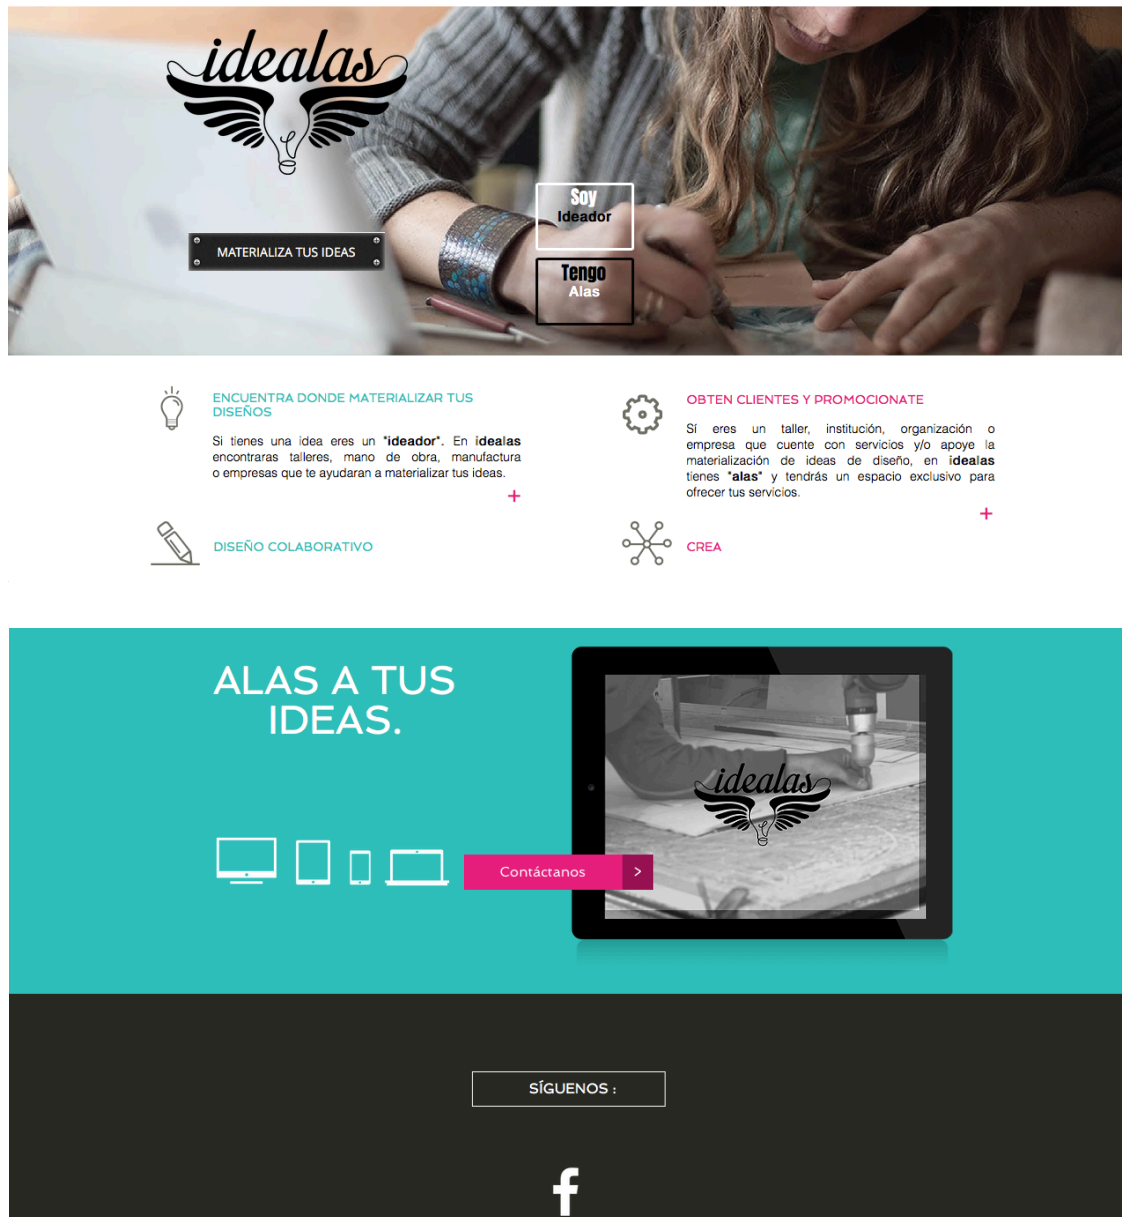 idealas
Soy
Ideador
MATERIALIZA TUS IDEAS
Tengo
Alas
ENCUENTRA DONDE MATERIALIZAR TUS
DISEÑOS
Si tienes una idea eres un "ideador". En idealas
encontraras talleres, mano de obra, manufactura
o empresas que te ayudaran a materializar tus ideas.
+
OBTEN CLIENTES Y PROMOCIONATE
Sí eres un taller, institución, organización o
empresa que cuente con servicios y/o apoye la
materialización de ideas de diseño, en idealas
tienes "alas" y tendrás un espacio exclusivo para
ofrecer tus servicios.
+
DISEÑO COLABORATIVO
CREA
ALAS A TUS
IDEAS.
idealas
Contáctanos >
SÍGUENOS :
f